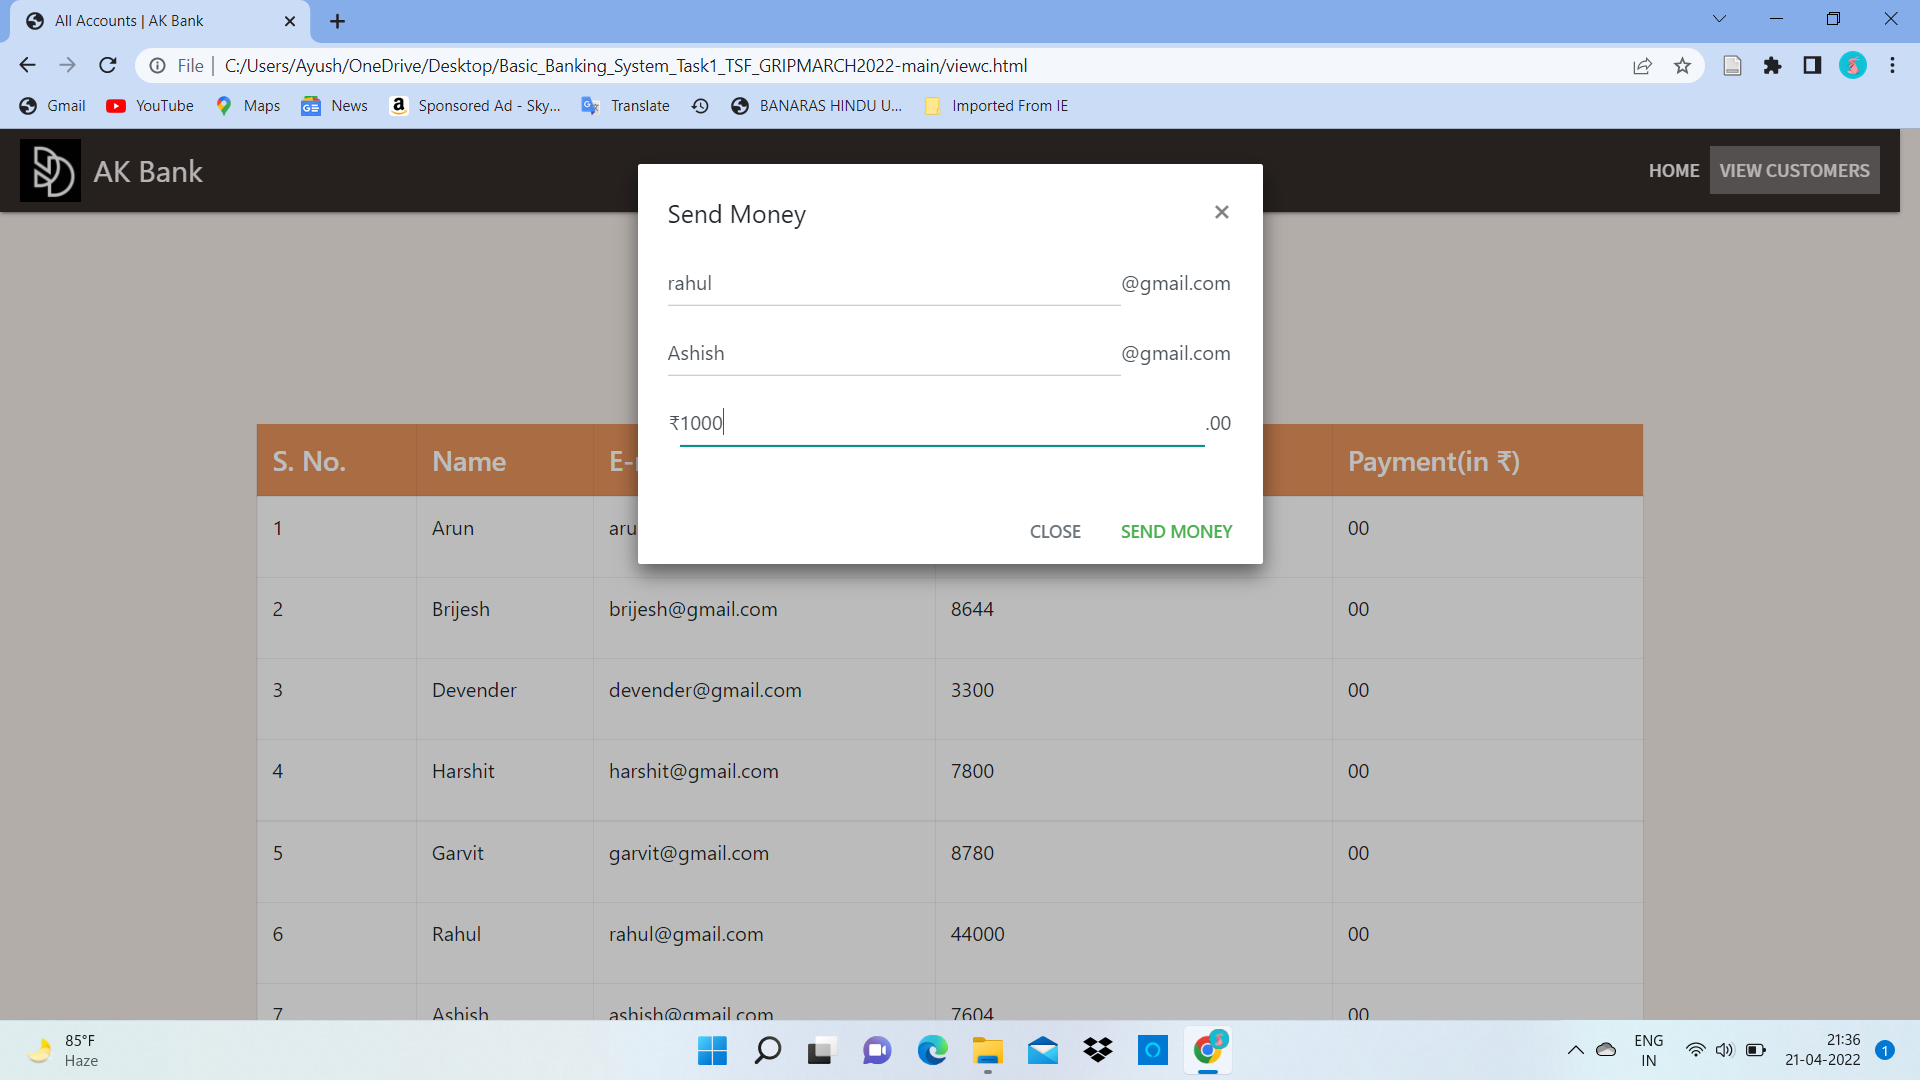 All Accounts | AK Bank
File | C:/Users/Ayush/OneDrive/Desktop/Basic_Banking_System_Task1_TSF_GRIPMARCH2022-main/viewc.html
Gmail YouTube Maps News Sponsored Ad - Sky... Translate BANARAS HINDU U... Imported From IE
AK Bank HOME VIEW CUSTOMERS
Send Money
rahul @gmail.com
Ashish @gmail.com
₹1000 .00
CLOSE SEND MONEY
S. No. Name E- Payment(in ₹)
1 Arun aru 00
2 Brijesh brijesh@gmail.com 8644 00
3 Devender devender@gmail.com 3300 00
4 Harshit harshit@gmail.com 7800 00
5 Garvit garvit@gmail.com 8780 00
6 Rahul rahul@gmail.com 44000 00
7 Ashish ashish@gmail.com 7604 00
85°F
Haze
ENG
IN
21:36
21-04-2022
1